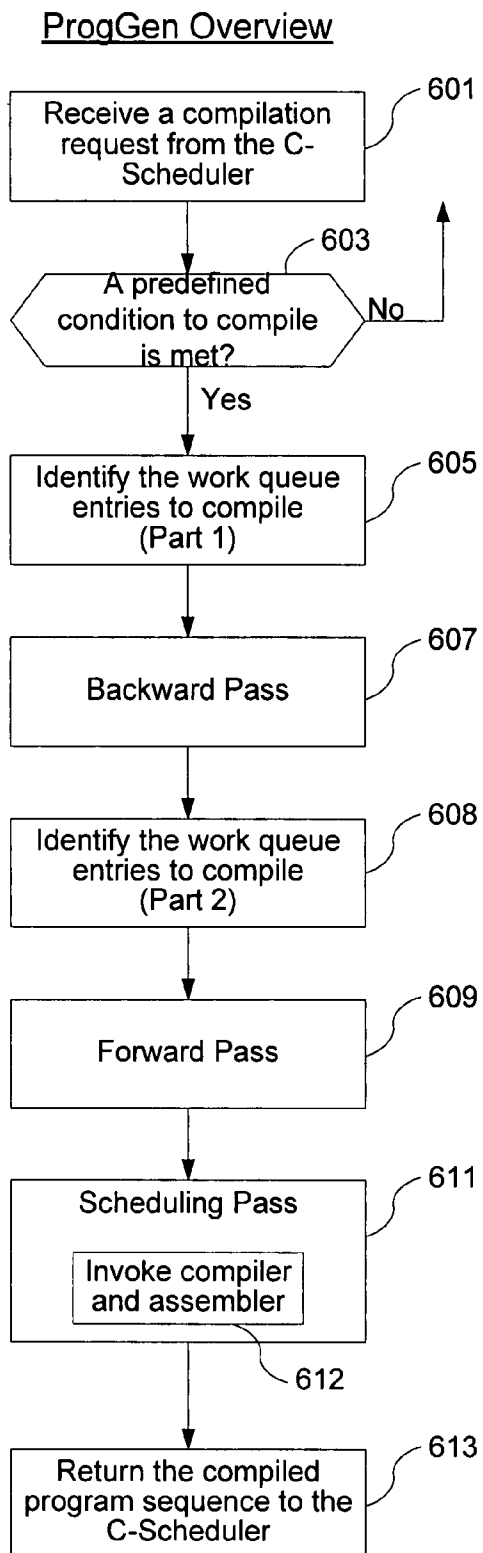 ProgGen Overview
601
Receive a compilation
request from the C-
Scheduler
603
A predefined
condition to compile
is met?
No
Yes
605
Identify the work queue
entries to compile
(Part 1)
607
Backward Pass
608
Identify the work queue
entries to compile
(Part 2)
609
Forward Pass
611
Scheduling Pass
Invoke compiler
and assembler
612
613
Return the compiled
program sequence to the
C-Scheduler